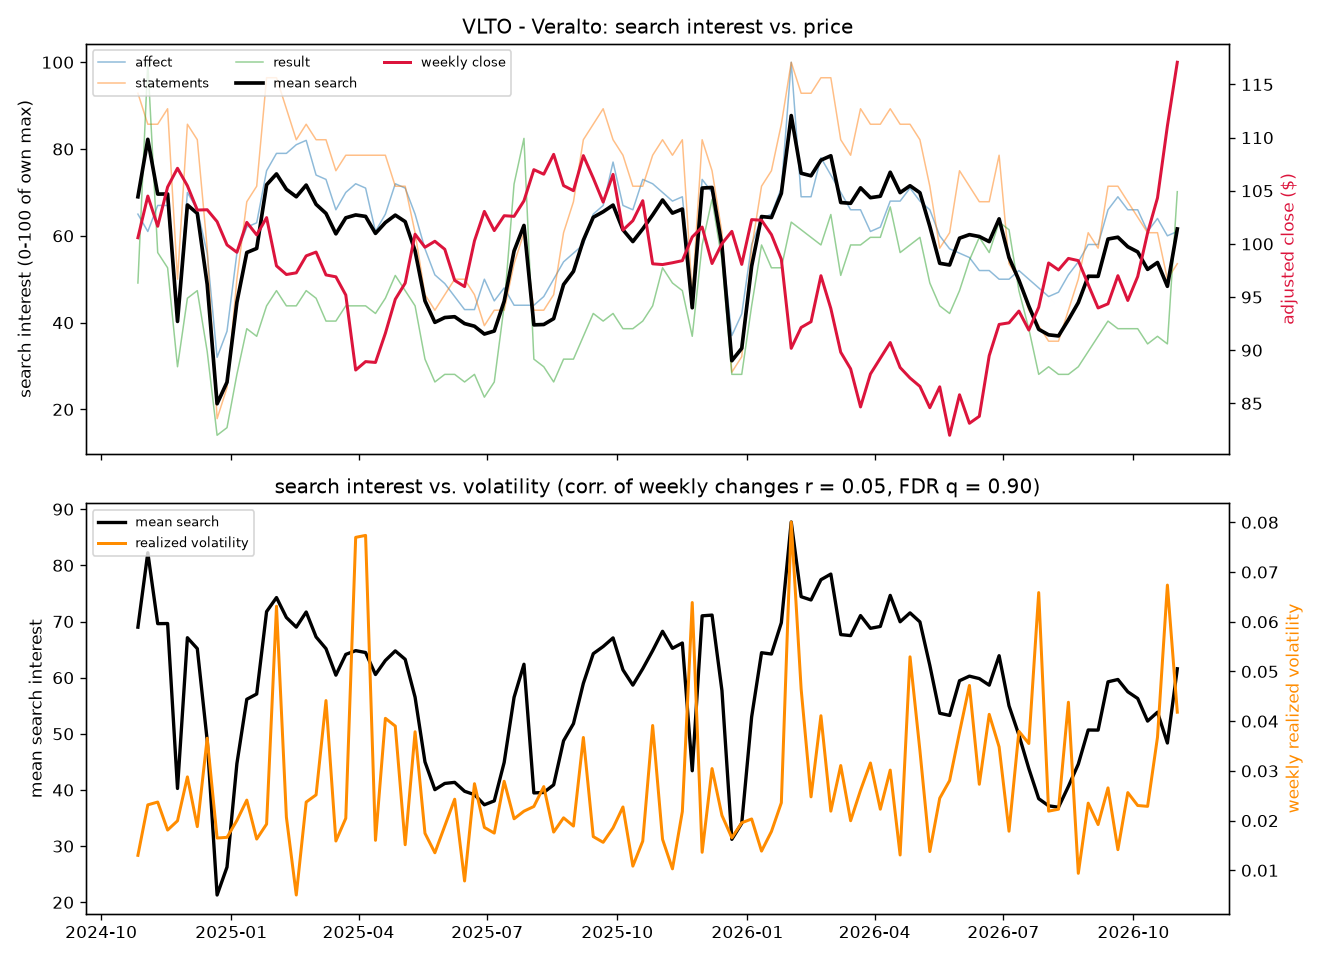 VLTO - Veralto: search interest vs. price
affect
statements
result
mean search
weekly close
search interest (0-100 of own max)
100
80
60
40
20
115
110
105
100
95
90
85
adjusted close ($)
search interest vs. volatility (corr. of weekly changes r = 0.05, FDR q = 0.90)
mean search
realized volatility
mean search interest
90
80
70
60
50
40
30
20
0.08
0.07
0.06
0.05
0.04
0.03
0.02
0.01
weekly realized volatility
2024-10
2025-01
2025-04
2025-07
2025-10
2026-01
2026-04
2026-07
2026-10